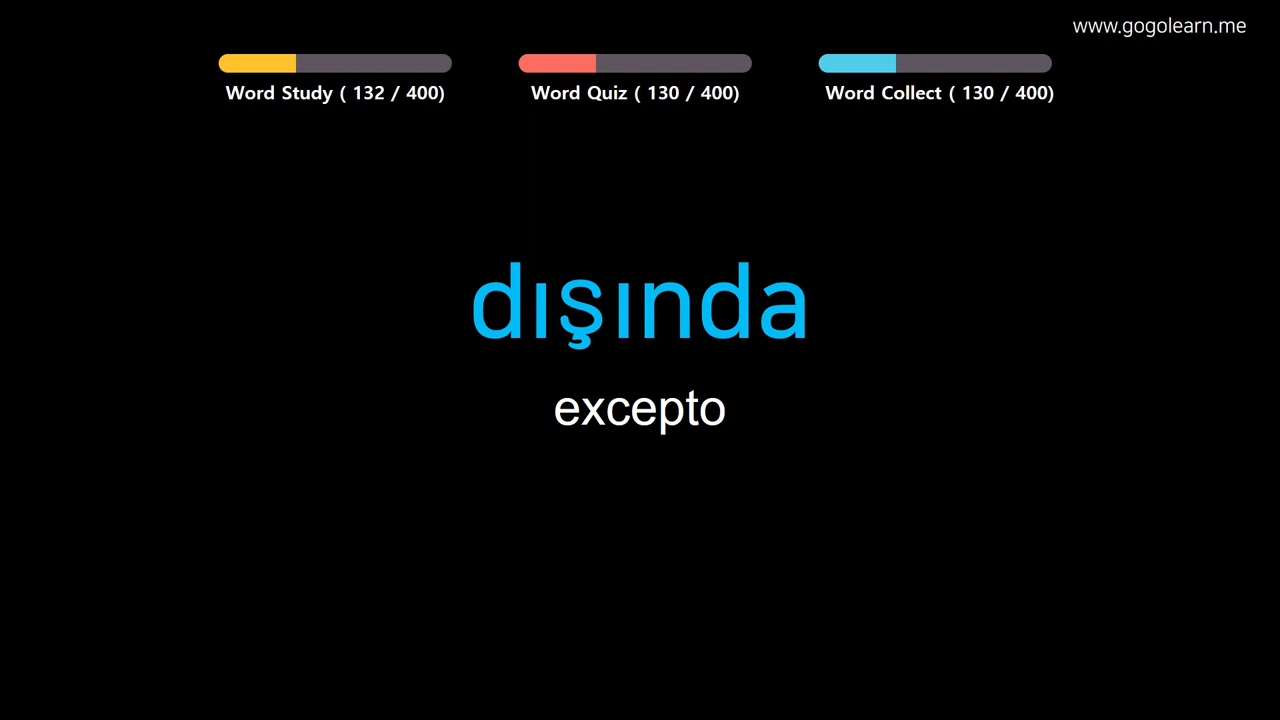 www.gogolearn.me
Word Study ( 132 / 400)
Word Quiz ( 130 / 400)
Word Collect ( 130 / 400)
dışında
excepto